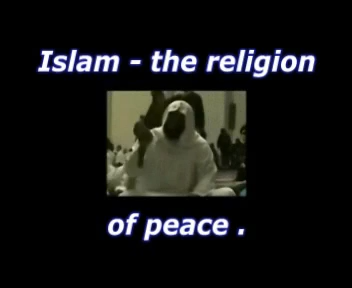 Islam - the religion
of peace .